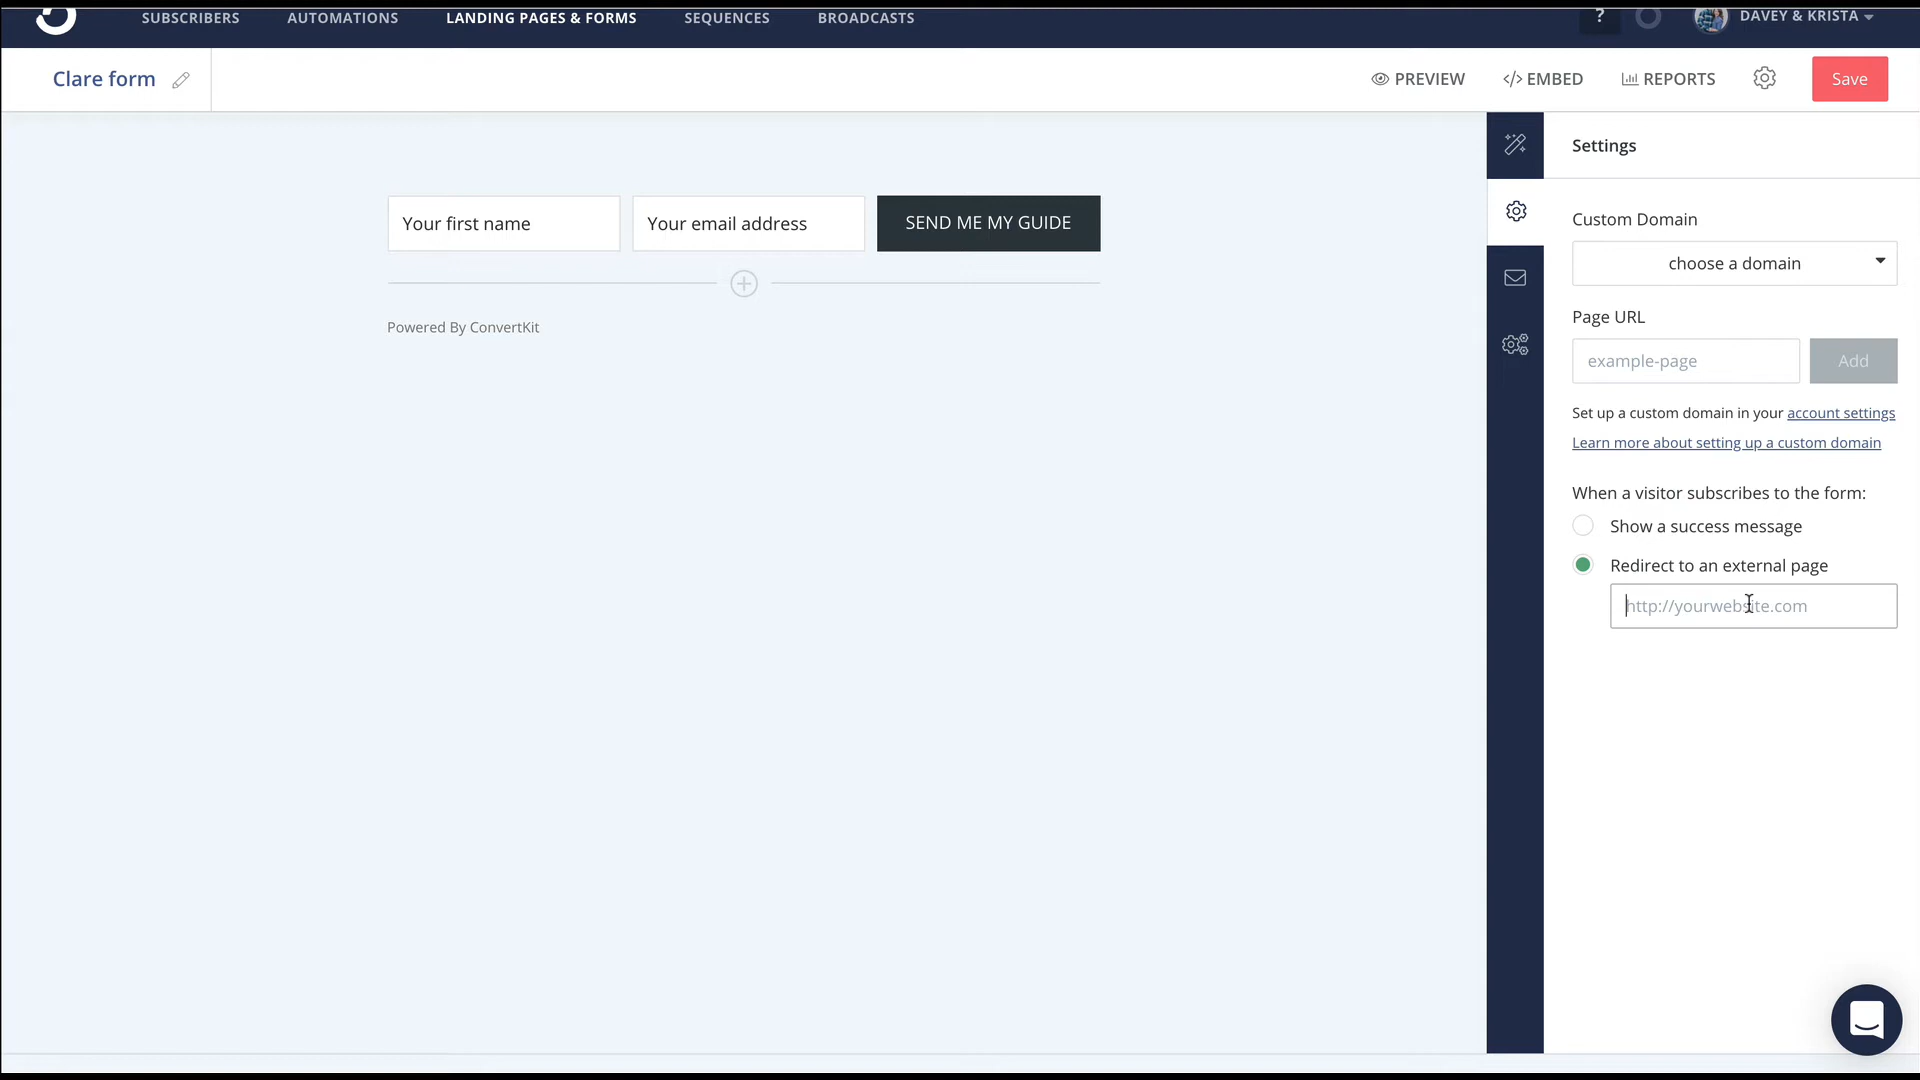 SUBSCRIBERS AUTOMATIONS LANDING PAGES & FORMS SEQUENCES BROADCASTS ? DAVEY & KRISTA
Clare form PREVIEW </> EMBED REPORTS Save
Settings
Custom Domain
choose a domain
Page URL
example-page Add
Set up a custom domain in your account settings
Learn more about setting up a custom domain
When a visitor subscribes to the form:
Show a success message
Redirect to an external page
http://yourwebsite.com
Your first name Your email address SEND ME MY GUIDE
Powered By ConvertKit